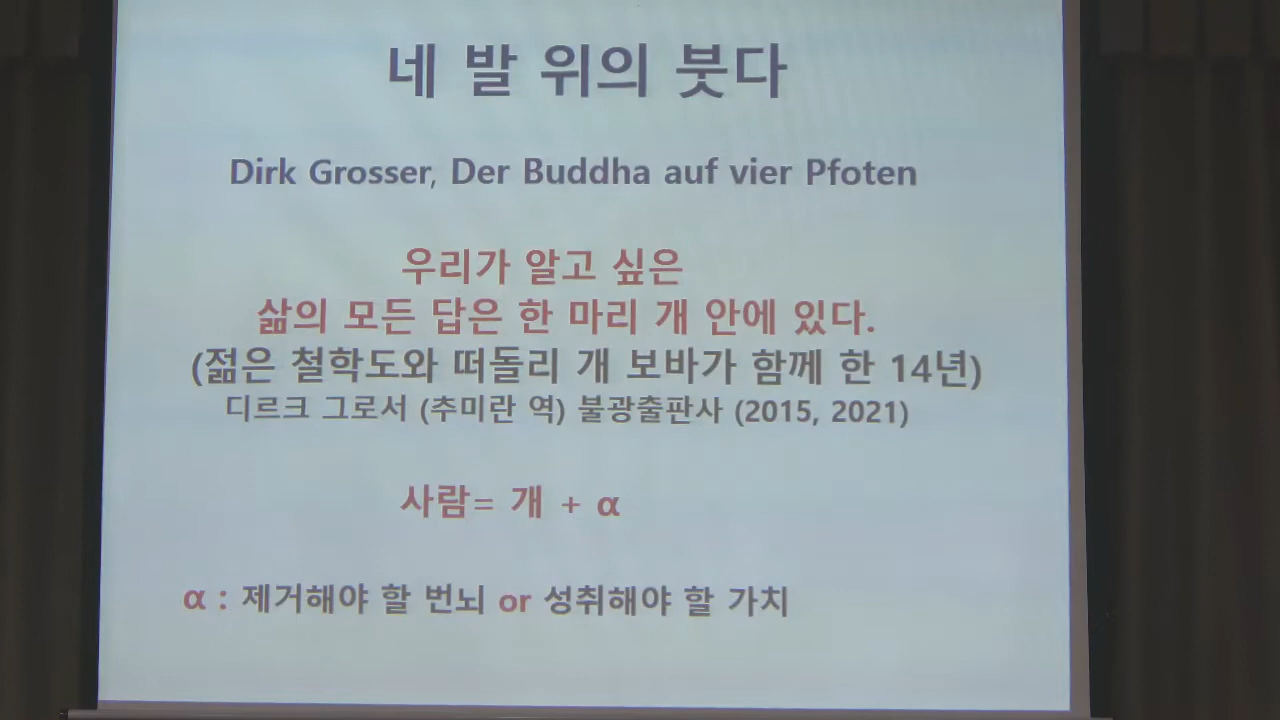 네 발 위의 붓다
Dirk Grosser, Der Buddha auf vier Pfoten
우리가 알고 싶은
삶의 모든 답은 한 마리 개 안에 있다.
(젊은 철학도와 떠돌리 개 보바가 함께 한 14년)
디르크 그로서 (추미란 역) 불광출판사 (2015, 2021)
사람= 개 + α
α : 제거해야 할 번뇌 or 성취해야 할 가치